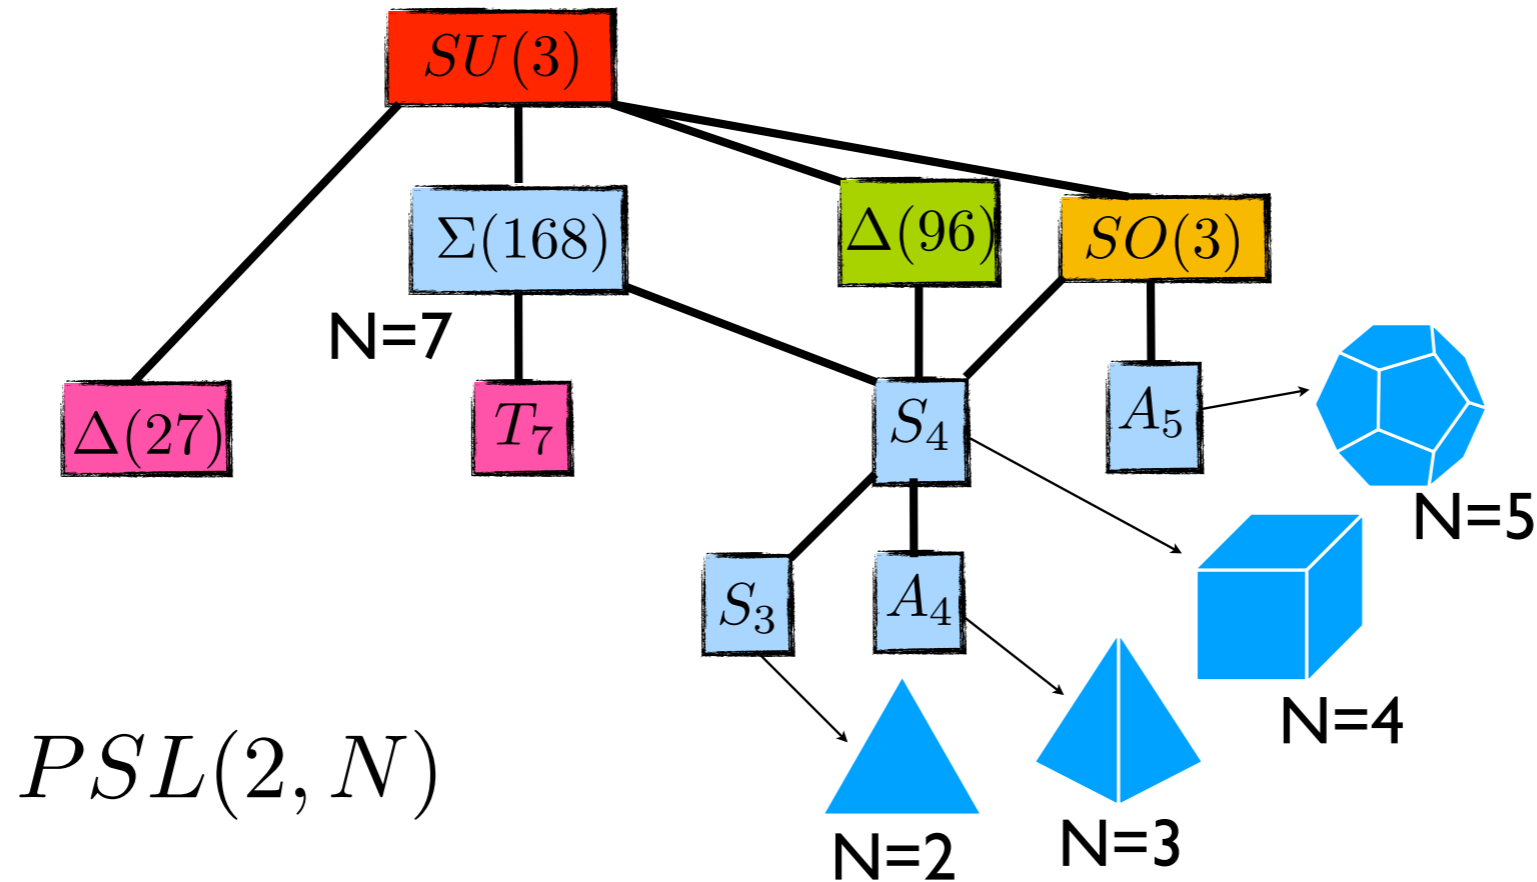 SU(3)
Σ(168)
Δ(96)
SO(3)
N=7
Δ(27)
T₇
S₄
A₅
N=5
S₃
A₄
N=4
PSL(2, N)
N=2
N=3